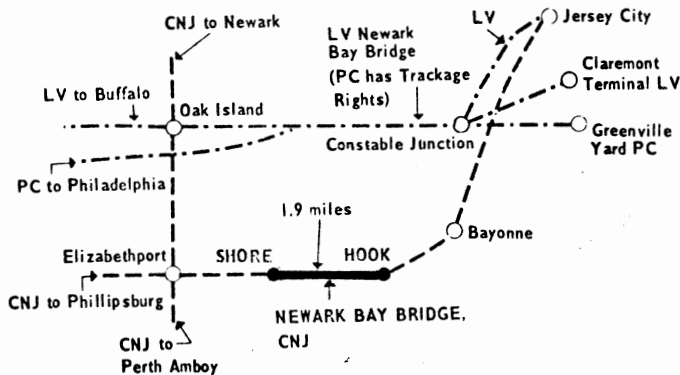 CNJ to Newark
LV
Jersey City
LV Newark
Bay Bridge
(PC has Trackage
Rights)
Claremont
Terminal LV
LV to Buffalo
Oak Island
Constable Junction
Greenville
Yard PC
PC to Philadelphia
1.9 miles
Bayonne
Elizabethport
SHORE
HOOK
CNJ to Phillipsburg
NEWARK BAY BRIDGE,
CNJ
CNJ to
Perth Amboy